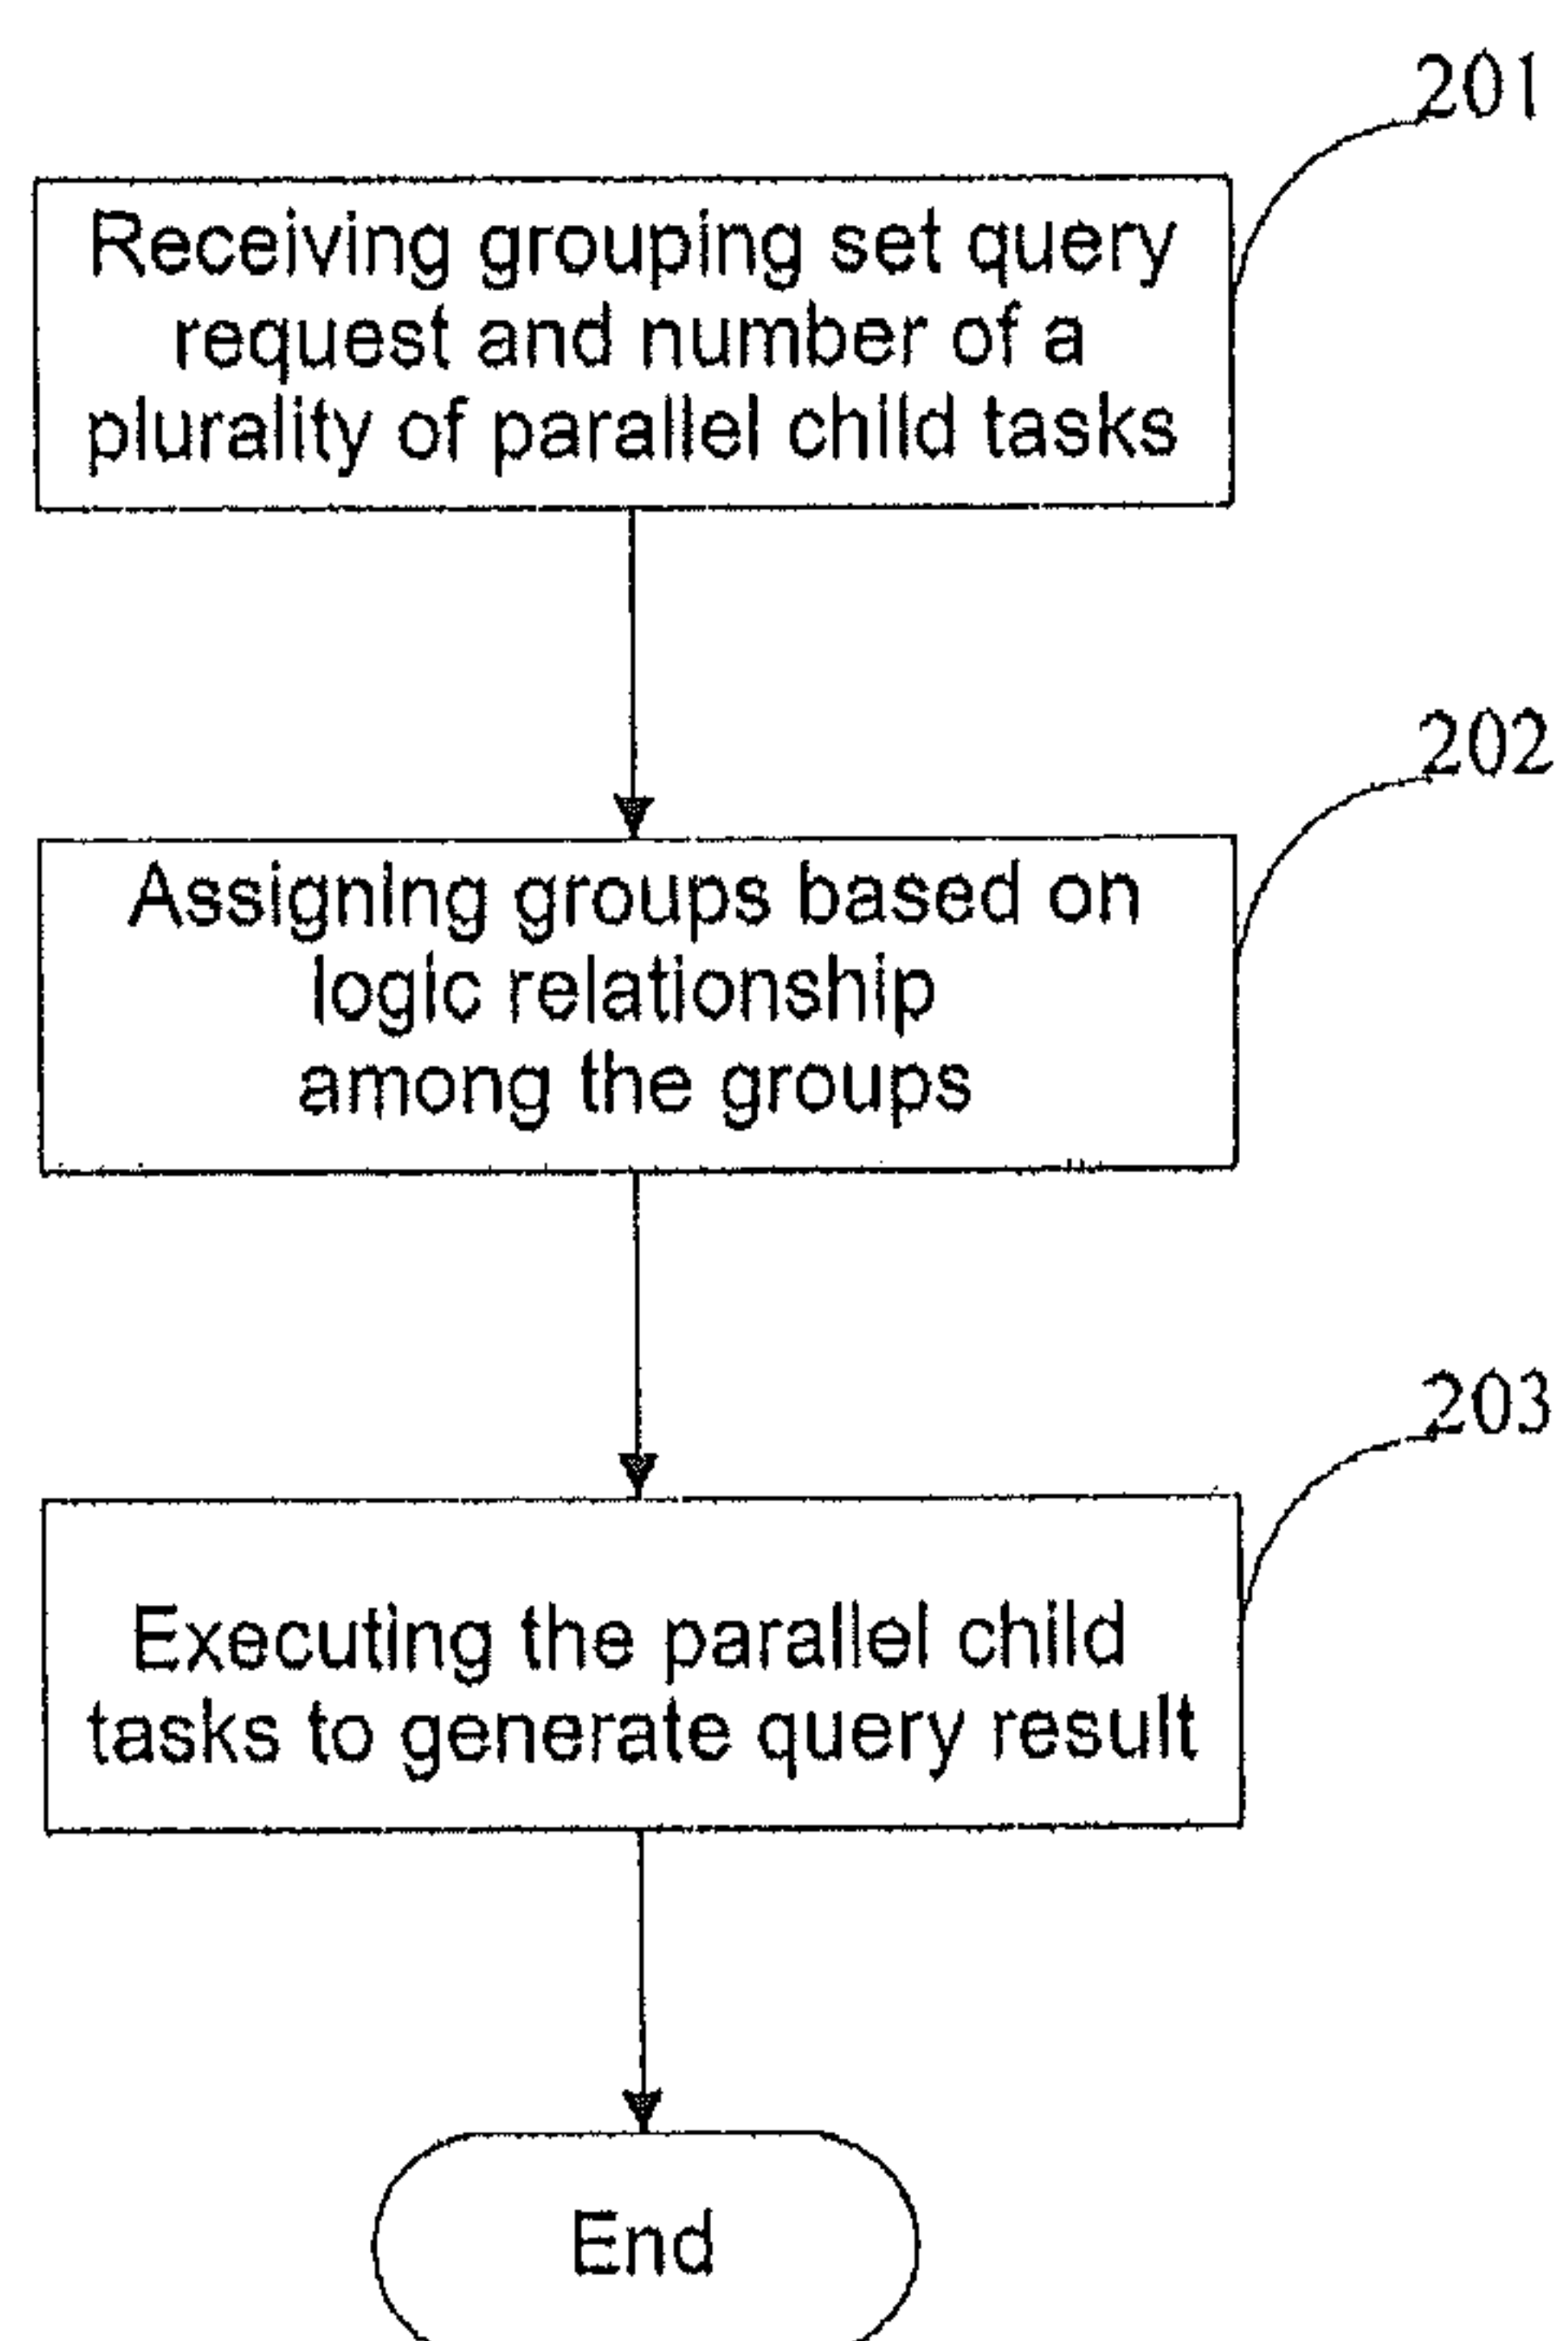 201
Receiving grouping set query
request and number of a
plurality of parallel child tasks
202
Assigning groups based on
logic relationship
among the groups
203
Executing the parallel child
tasks to generate query result
End